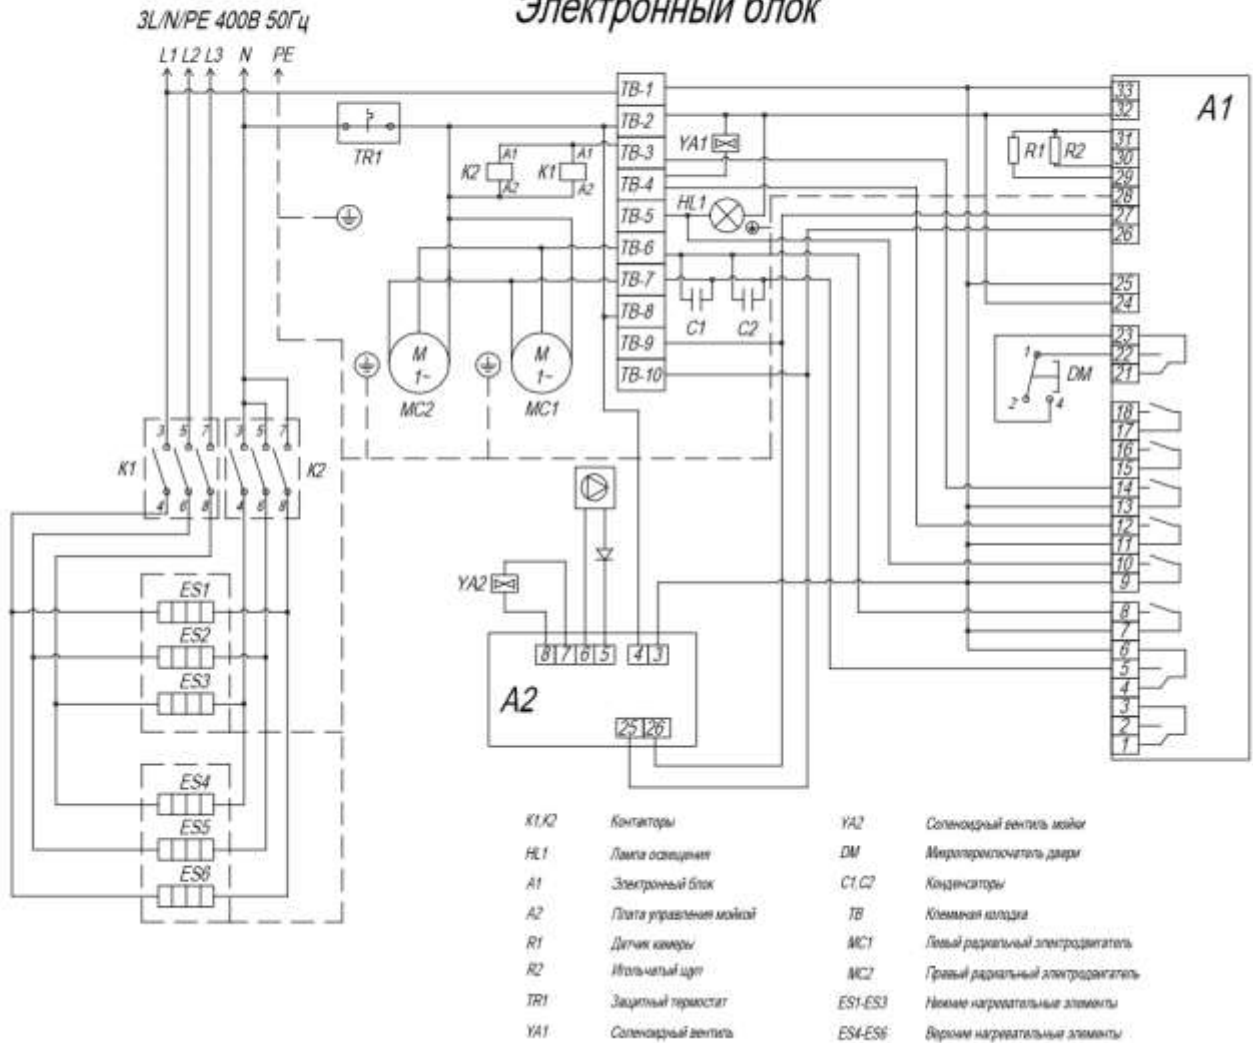 Электронный блок
3L/N/PE 400В 50Гц
L1 L2 L3 N PE
TR1
K2 A1 A2
K1 A1 A2
TB-1
TB-2
TB-3
TB-4
TB-5
TB-6
TB-7
TB-8
TB-9
TB-10
YA1
HL1
C1 C2
M 1~
MC2
M 1~
MC1
A1
33
32
31
30
29
28
27
26
25
24
23
22
21
18
17
16
15
14
13
12
11
10
9
8
7
6
5
4
3
2
1
R1 R2
1 2 4 DM
K1 3 5 7 3 5 7 K2
4 6 8 4 6 8
ES1
ES2
ES3
ES4
ES5
ES6
YA2
8 7 6 5 4 3
A2
25 26
K1,K2 Контакторы
HL1 Лампа освещения
A1 Электронный блок
A2 Плата управления мойкой
R1 Датчик камеры
R2 Игольчатый щуп
TR1 Защитный термостат
YA1 Соленоидный вентиль
YA2 Соленоидный вентиль мойки
DM Микропереключатель двери
C1,C2 Конденсаторы
TB Клеммная колодка
MC1 Левый радиальный электродвигатель
MC2 Правый радиальный электродвигатель
ES1-ES3 Нижние нагревательные элементы
ES4-ES6 Верхние нагревательные элементы